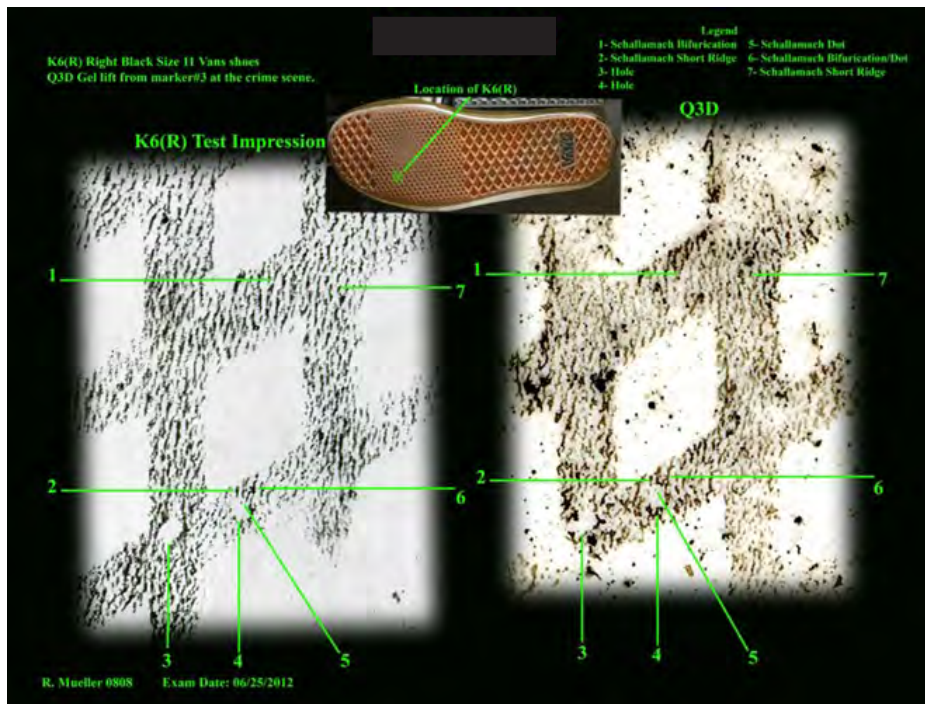 K6(R) Right Black Size 11 Vans shoes
Q3D Gel lift from marker#3 at the crime scene.
Legend
1- Schallamach Bifurcation 5- Schallamach Dot
2- Schallamach Short Ridge 6- Schallamach Bifurcation/Dot
3- Hole 7- Schallamach Short Ridge
4- Hole
Location of K6(R)
Q3D
K6(R) Test Impression
VANS
1
7
1
7
2
6
2
6
3
4
5
3
4
5
R. Mueller 0808 Exam Date: 06/25/2012